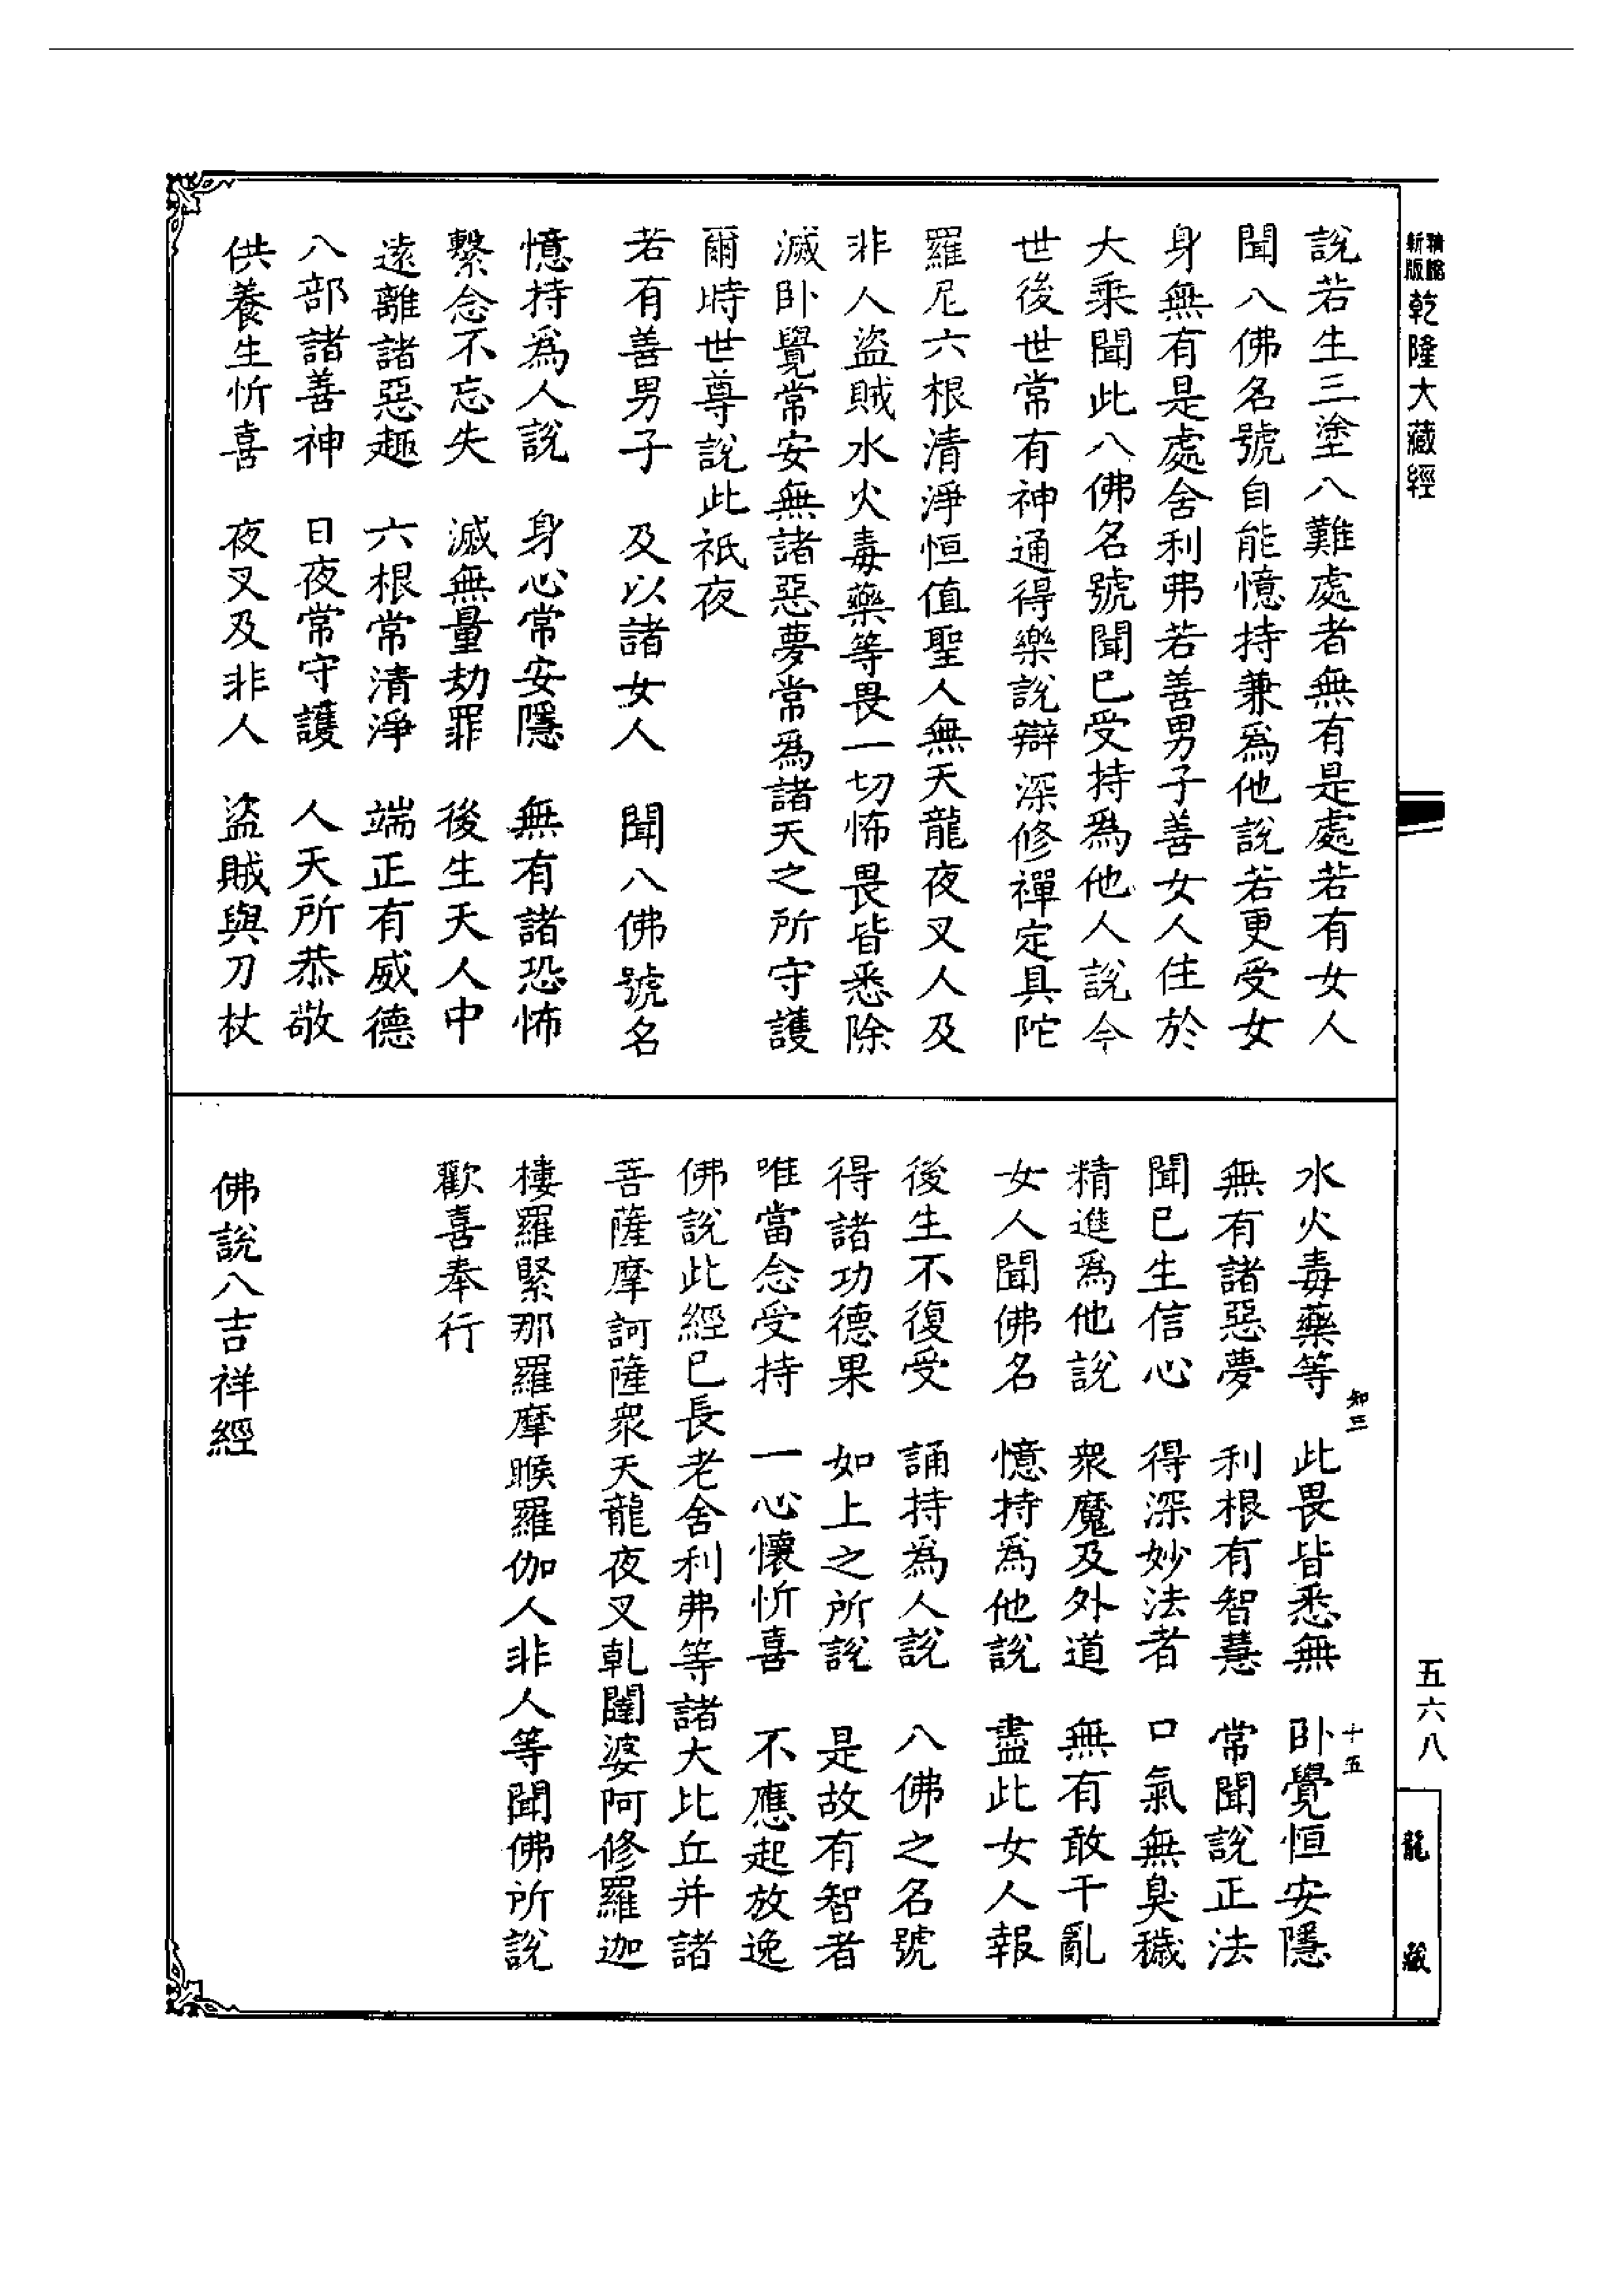 乾隆大藏經
說若生三塗八難處者無有是處若有女人
聞八佛名號自能憶持兼爲他說若更受女
身無有是處舍利弗若善男子善女人住於
大乘聞此八佛名號聞已受持爲他人說今
世後世常有神通得樂說辯深修禪定具陀
羅尼六根清淨恒值聖人無天龍夜叉人及
非人盜賊水火毒藥等畏一切怖畏皆悉除
滅卧覺常安無諸惡夢常爲諸天之所守護
爾時世尊說此祇夜
若有善男子 及以諸女人 聞八佛號名
憶持爲人說 身心常安隱 無有諸恐怖
繫念不忘失 滅無量劫罪 後生天人中
遠離諸惡趣 六根常清淨 端正有威德
八部諸善神 日夜常守護 人天所恭敬
供養生忻喜 夜叉及非人 盜賊與刀杖
水火毒藥等 此畏皆悉無 卧覺恒安隱
無有諸惡夢 利根有智慧 常聞說正法
聞已生信心 得深妙法者 口氣無臭穢
精進爲他說 衆魔及外道 無有敢干亂
女人聞佛名 憶持爲他說 盡此女人報
後生不復受 誦持爲人說 八佛之名號
得諸功德果 如上之所說 是故有智者
唯當念受持 一心懷忻喜 不應起放逸
佛說此經已長老舍利弗等諸大比丘并諸
菩薩摩訶薩衆天龍夜叉乹闥婆阿修羅迦
樓羅緊那羅摩睺羅伽人非人等聞佛所說
歡喜奉行
佛說八吉祥經
知三
十五
五六八
龍藏